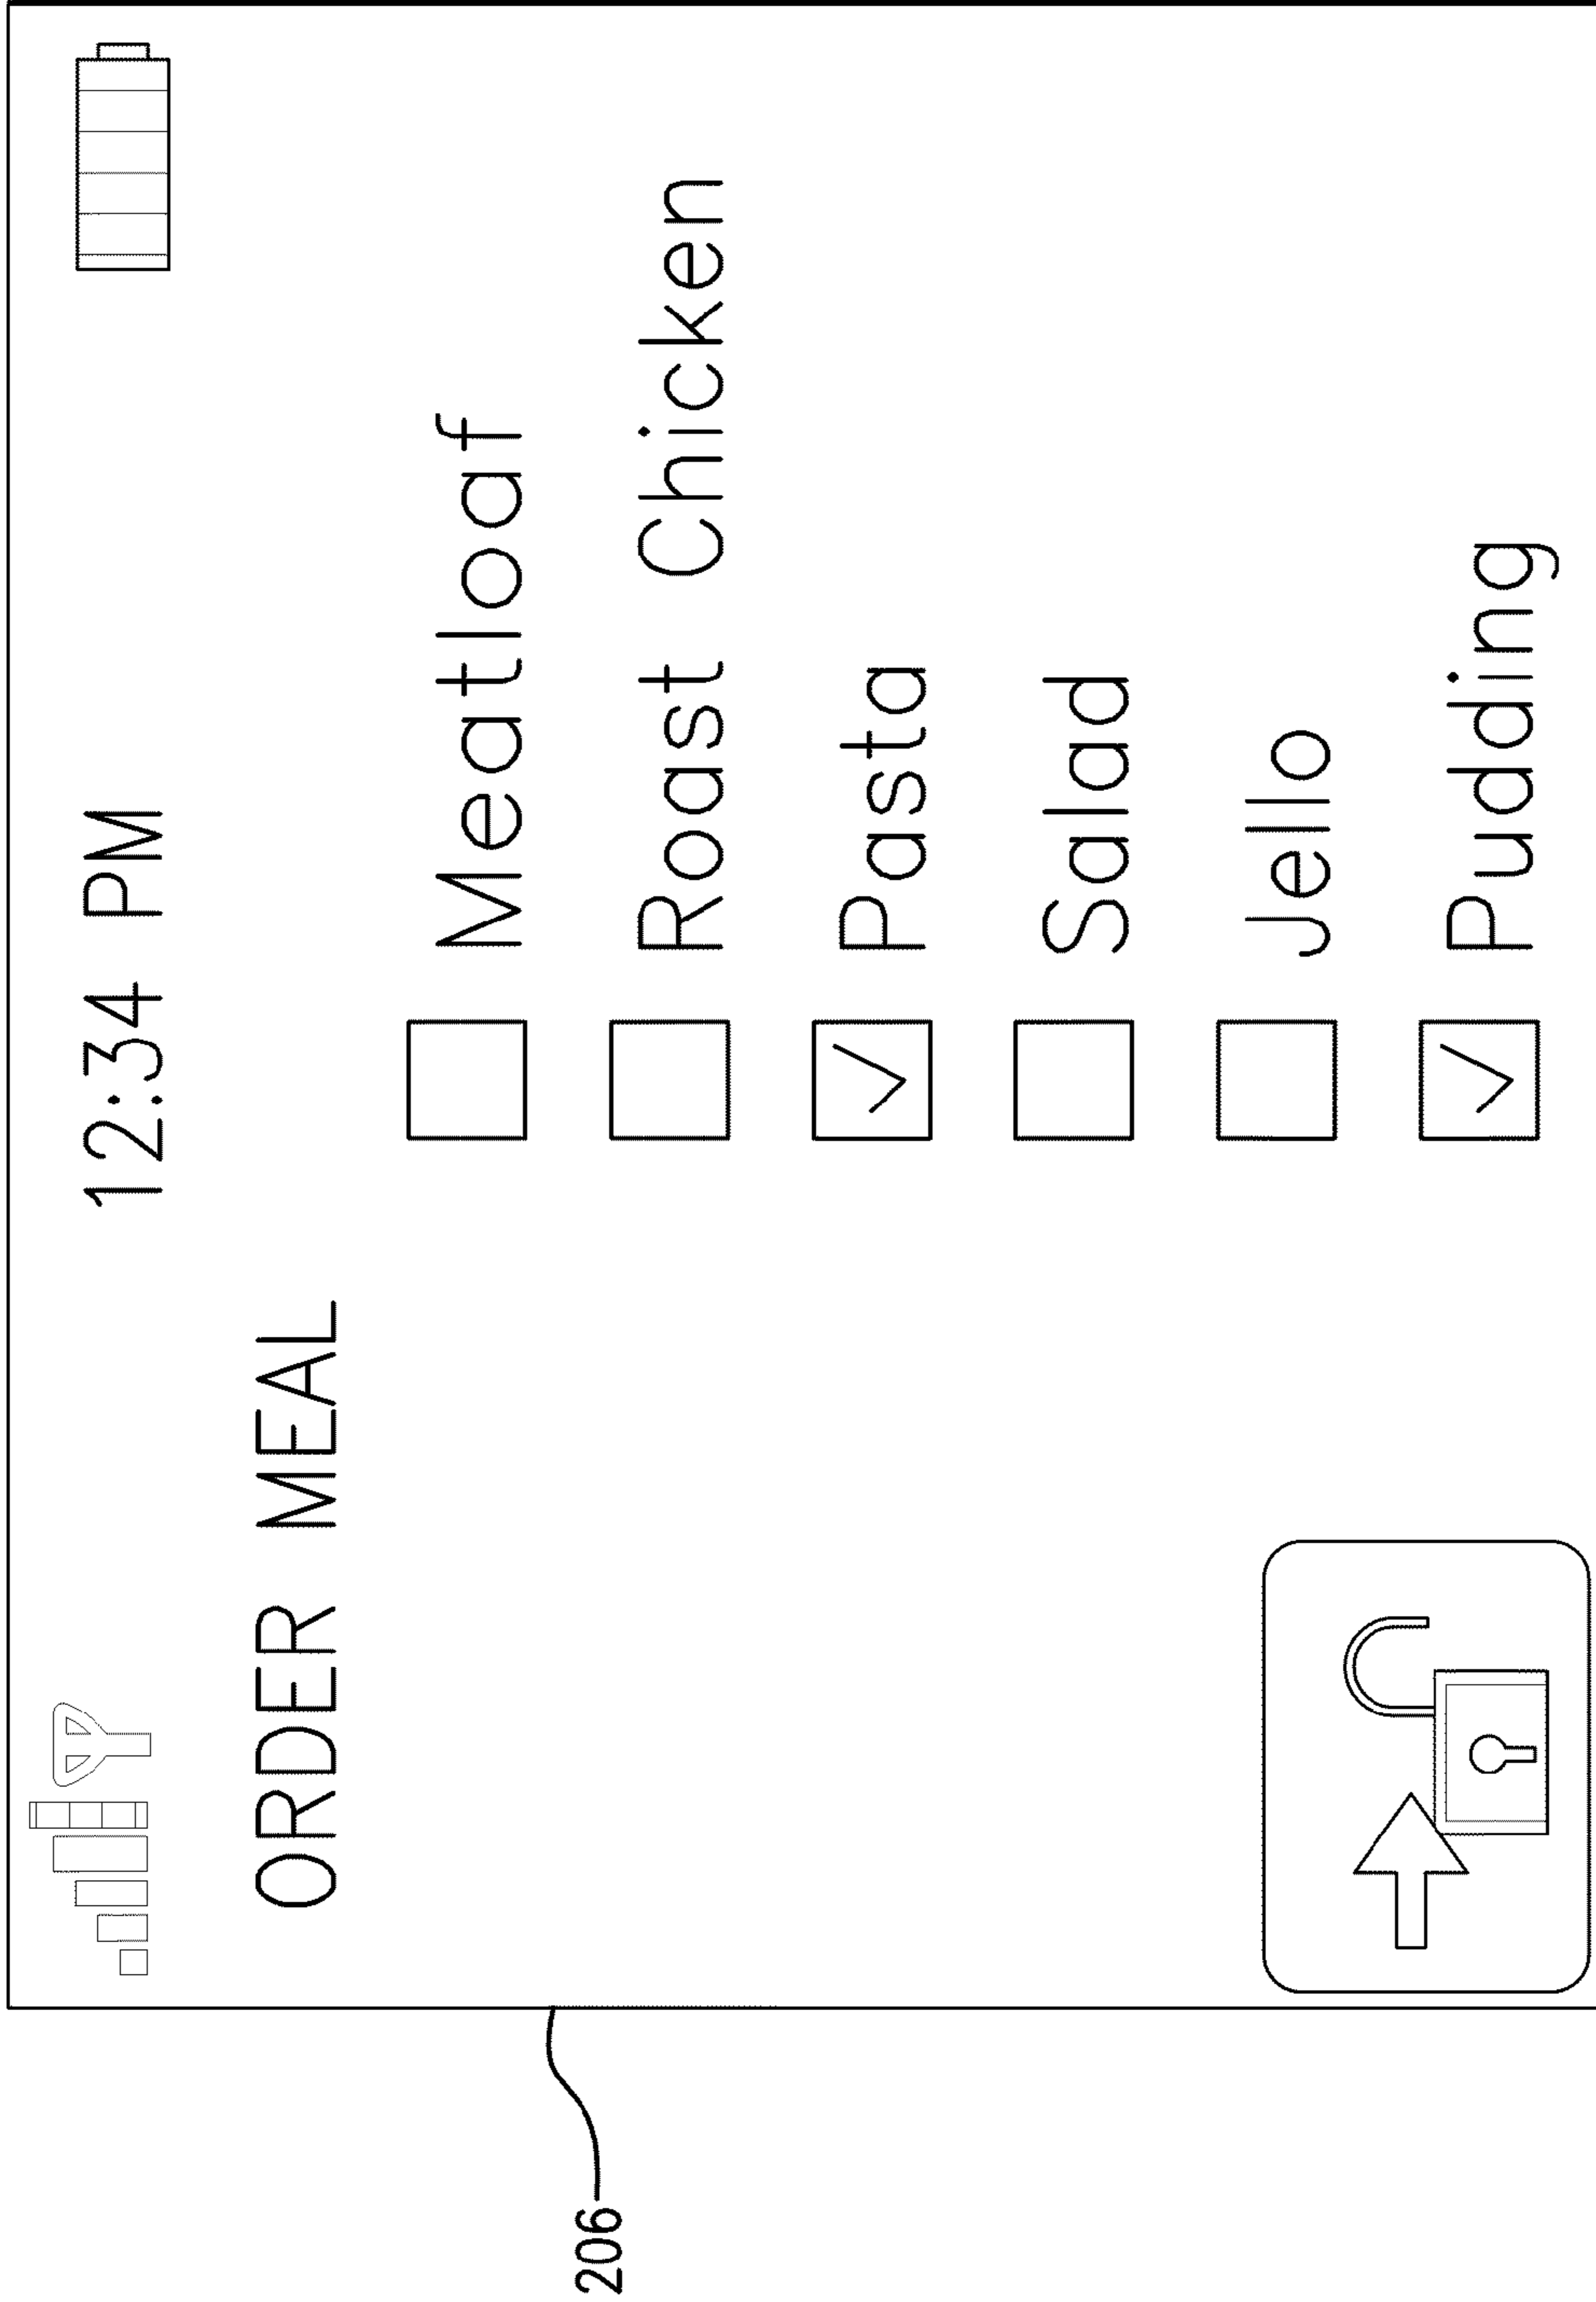 12:34 PM
ORDER MEAL
Meatloaf
Roast Chicken
Pasta
Salad
Jello
Pudding
206